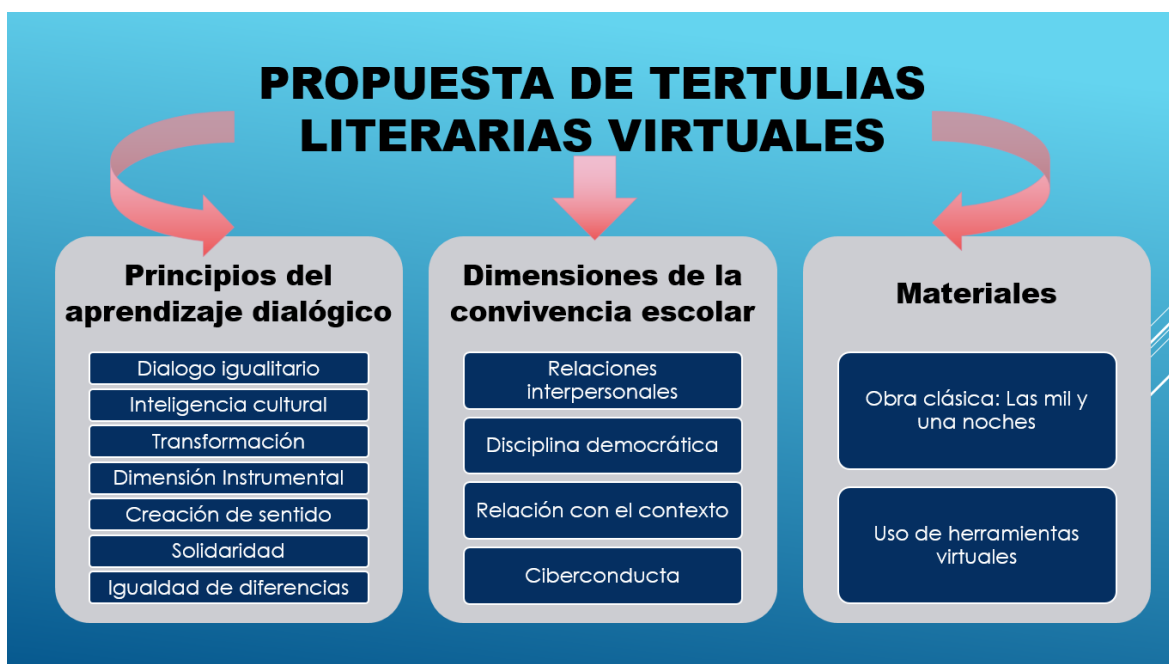 PROPUESTA DE TERTULIAS
LITERARIAS VIRTUALES
Principios del
aprendizaje dialógico
Dialogo igualitario
Inteligencia cultural
Transformación
Dimensión Instrumental
Creación de sentido
Solidaridad
Igualdad de diferencias
Dimensiones de la
convivencia escolar
Relaciones
interpersonales
Disciplina democrática
Relación con el contexto
Ciberconducta
Materiales
Obra clásica: Las mil y
una noches
Uso de herramientas
virtuales